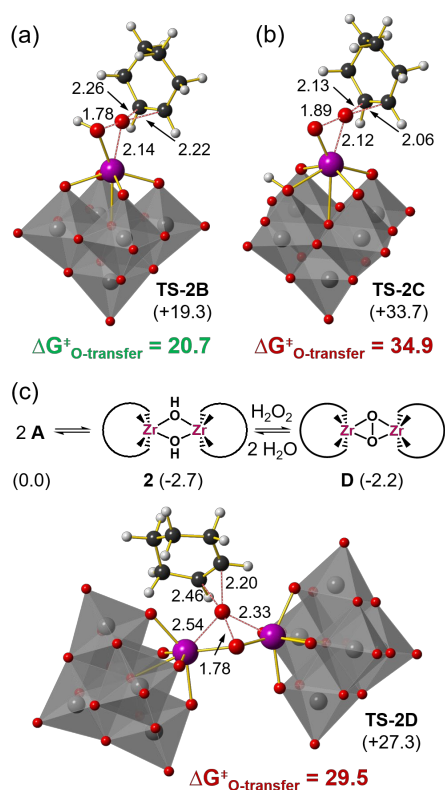 (a)
(b)
2.26
1.78
2.22
2.14
2.13
1.89
2.12
2.06
TS-2B
(+19.3)
TS-2C
(+33.7)
ΔG‡O-transfer = 20.7
ΔG‡O-transfer = 34.9
(c)
2 A ⇌ Zr O H O H Zr H2O2 ⇌ 2 H2O Zr O O Zr
(0.0) 2 (-2.7) D (-2.2)
2.46
2.20
2.54
2.33
1.78
TS-2D
(+27.3)
ΔG‡O-transfer = 29.5